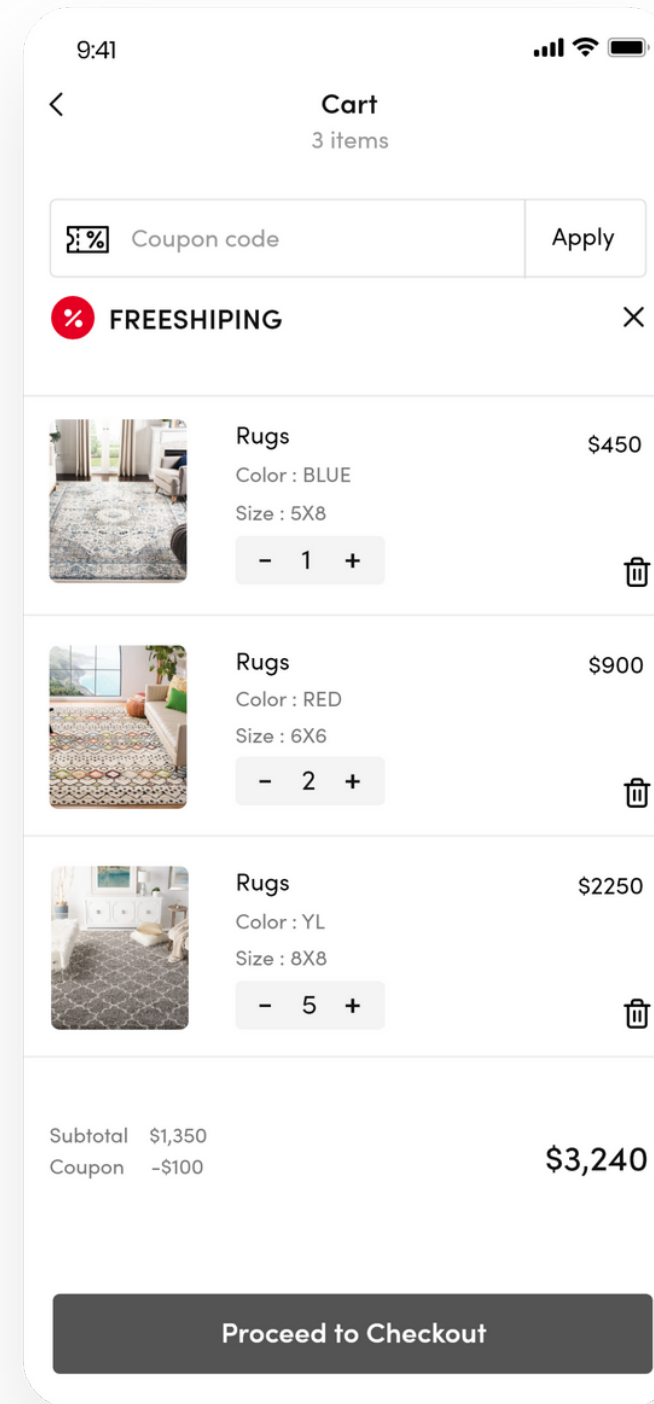 9:41
Cart
3 items
Coupon code
Apply
% FREESHIPING
Rugs
$450
Color : BLUE
Size : 5X8
- 1 +
Rugs
$900
Color : RED
Size : 6X6
- 2 +
Rugs
$2250
Color : YL
Size : 8X8
- 5 +
Subtotal $1,350
Coupon -$100
$3,240
Proceed to Checkout